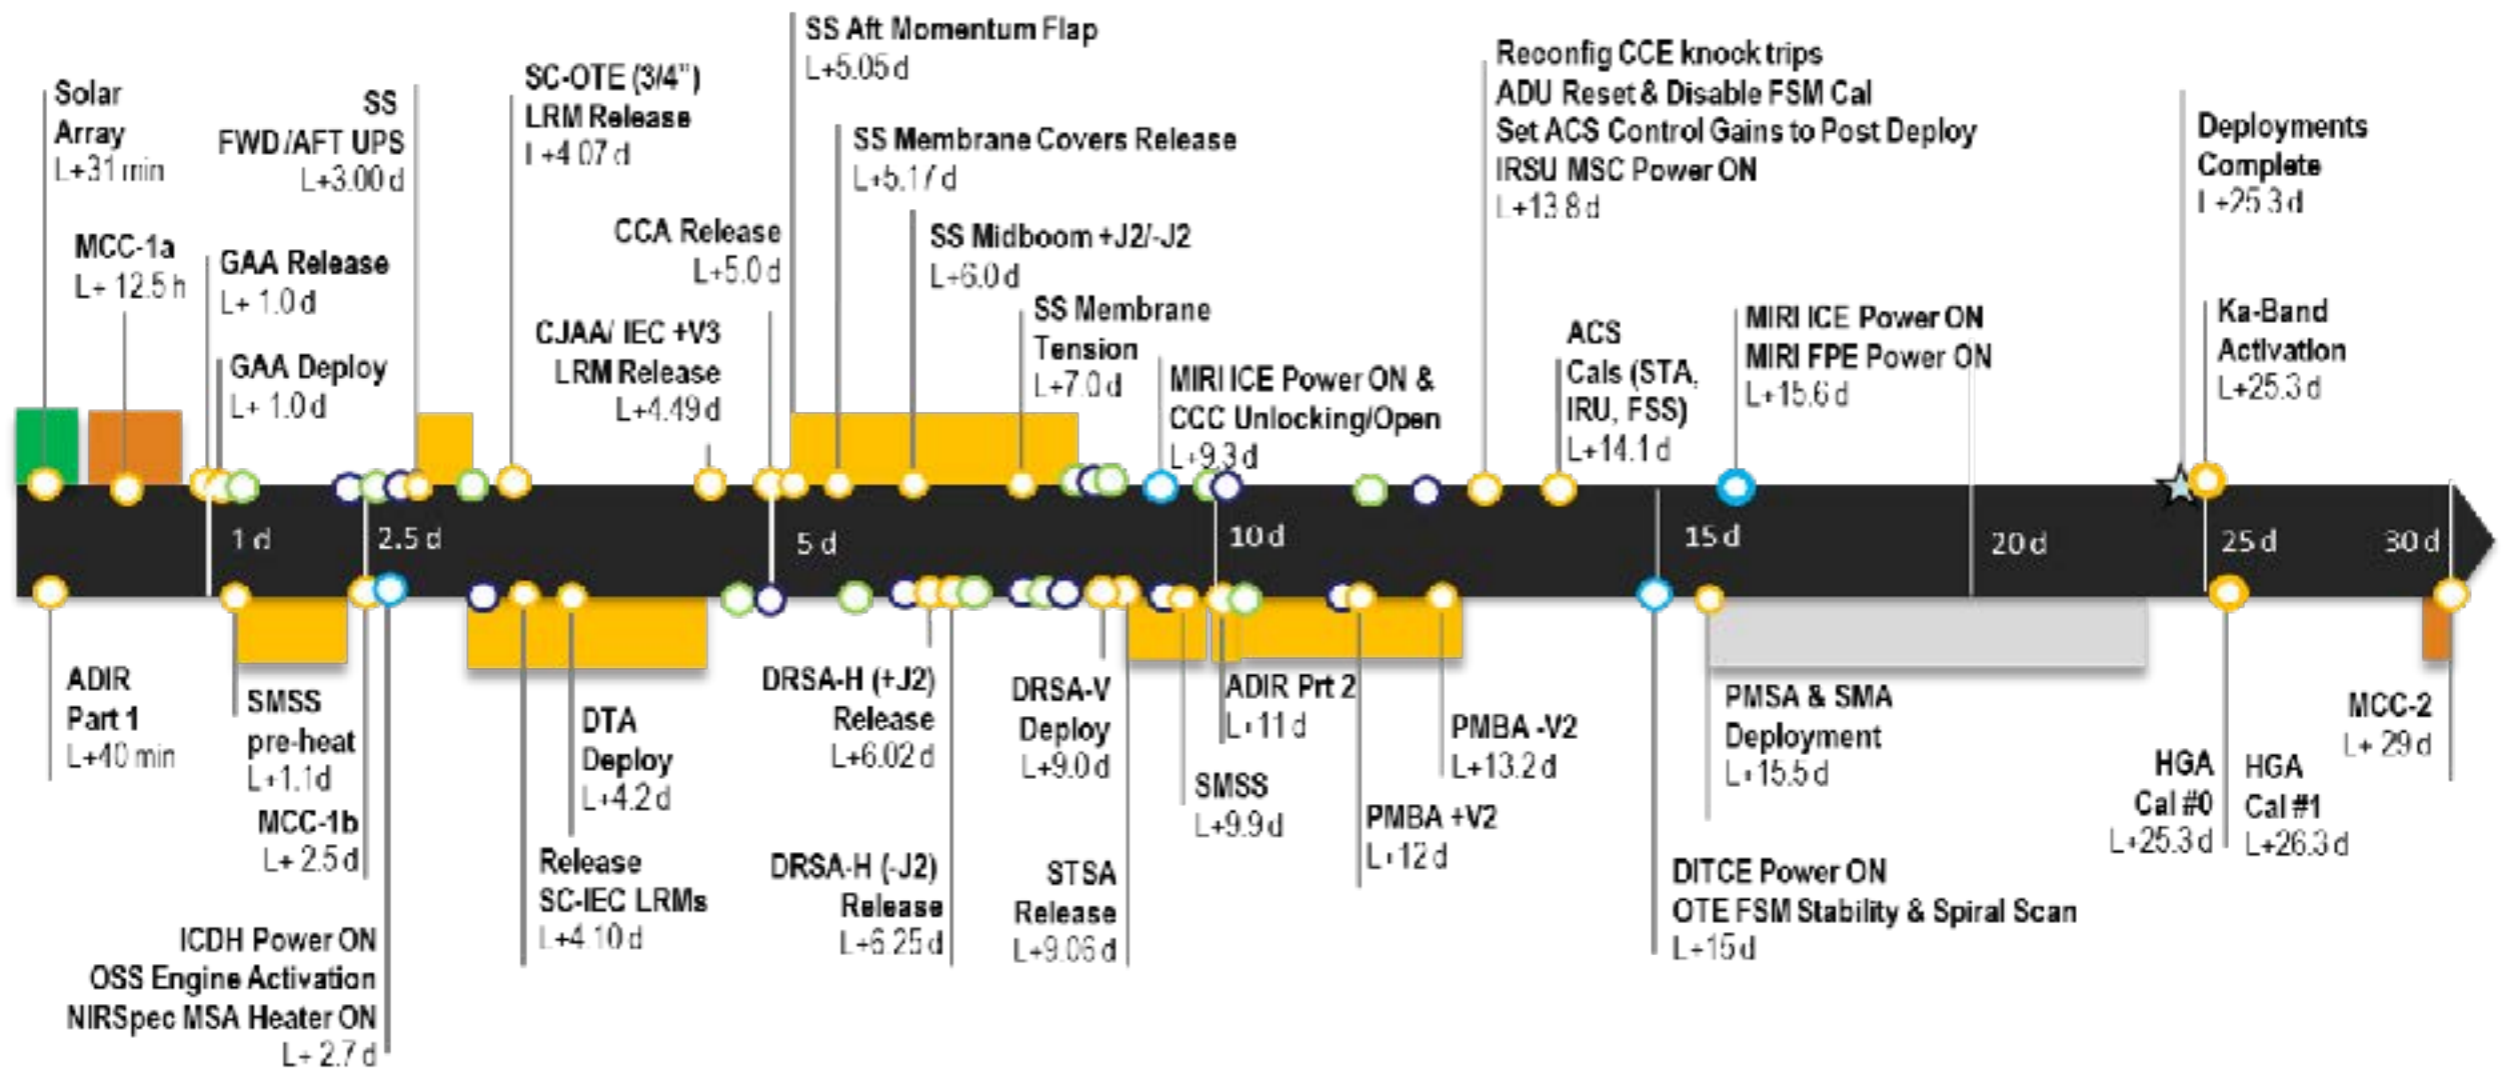 Solar
Array
L+31 min
MCC-1a
L+ 12.5 h
GAA Release
L+ 1.0 d
GAA Deploy
L+ 1.0 d
SS
FWD /AFT UPS
L+3.00 d
SC-OTE (3/4")
LRM Release
L+4.07 d
CJAA/ IEC +V3
LRM Release
L+4.49 d
CCA Release
L+5.0 d
SS Aft Momentum Flap
L+5.05 d
SS Membrane Covers Release
L+5.17 d
SS Midboom +J2/-J2
L+6.0 d
SS Membrane
Tension
L+7.0 d
MIRI ICE Power ON &
CCC Unlocking/Open
L+9.3 d
Reconfig CCE knock trips
ADU Reset & Disable FSM Cal
Set ACS Control Gains to Post Deploy
IRSU MSC Power ON
L+13.8 d
ACS
Cals (STA,
IRU, FSS)
L+14.1 d
MIRI ICE Power ON
MIRI FPE Power ON
L+15.6 d
Deployments
Complete
L+25.3 d
Ka-Band
Activation
L+25.3 d
1 d
2.5 d
5 d
10 d
15 d
20 d
25 d
30 d
ADIR
Part 1
L+40 min
SMSS
pre-heat
L+1.1d
MCC-1b
L+ 2.5 d
ICDH Power ON
OSS Engine Activation
NIRSpec MSA Heater ON
L+ 2.7 d
Release
SC-IEC LRMs
L+4.10 d
DTA
Deploy
L+4.2 d
DRSA-H (+J2)
Release
L+6.02 d
DRSA-H (-J2)
Release
L+6.25 d
DRSA-V
Deploy
L+9.0 d
STSA
Release
L+9.06 d
SMSS
L+9.9 d
ADIR Prt 2
L+11 d
PMBA +V2
L+12 d
PMBA -V2
L+13.2 d
DITCE Power ON
OTE FSM Stability & Spiral Scan
L+15 d
PMSA & SMA
Deployment
L+15.5 d
HGA
Cal #0
L+25.3 d
HGA
Cal #1
L+26.3 d
MCC-2
L+ 29 d